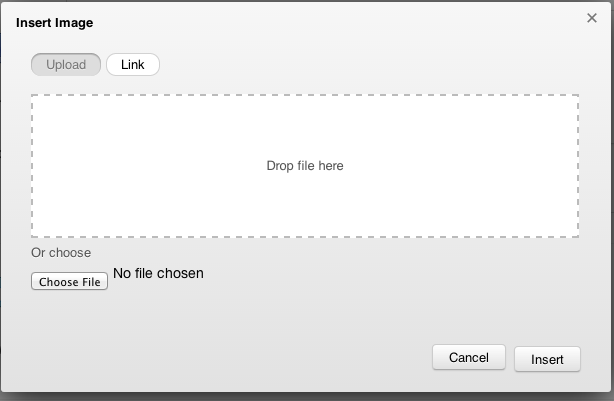 Insert Image
Upload Link
Drop file here
Or choose
Choose File No file chosen
Cancel Insert